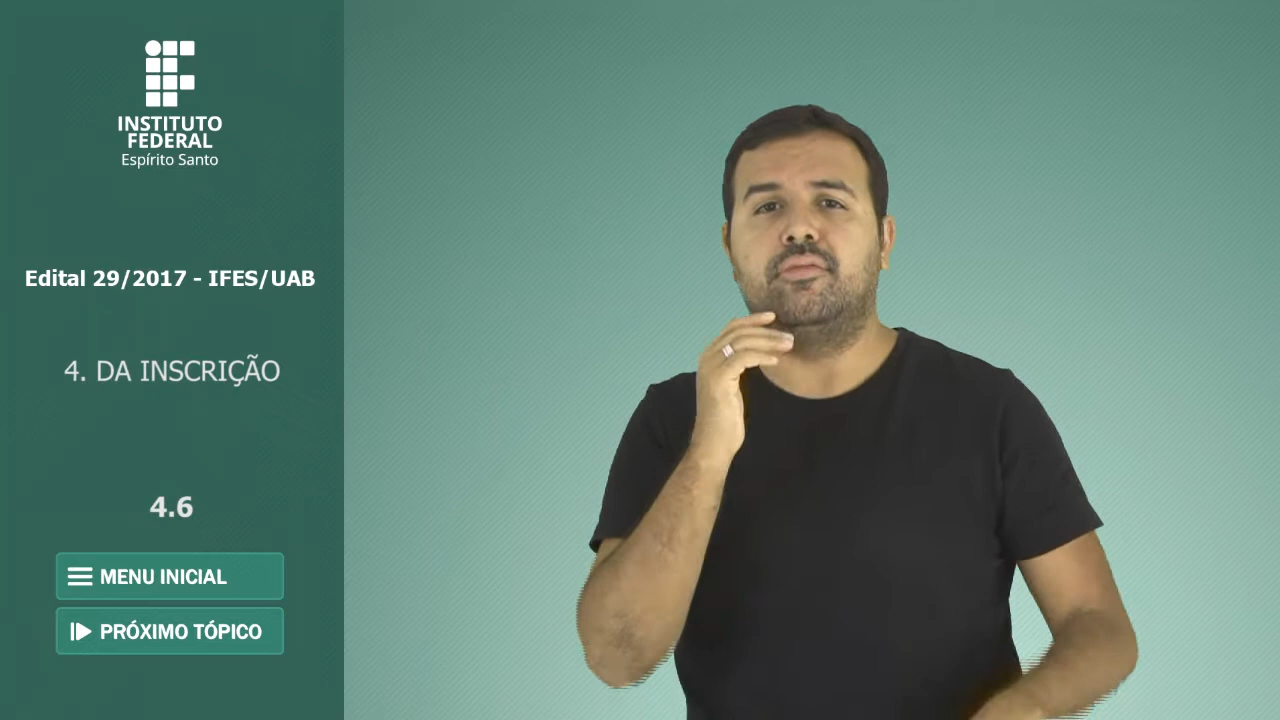 INSTITUTO
FEDERAL
Espírito Santo
Edital 29/2017 - IFES/UAB
4. DA INSCRIÇÃO
4.6
MENU INICIAL
PRÓXIMO TÓPICO